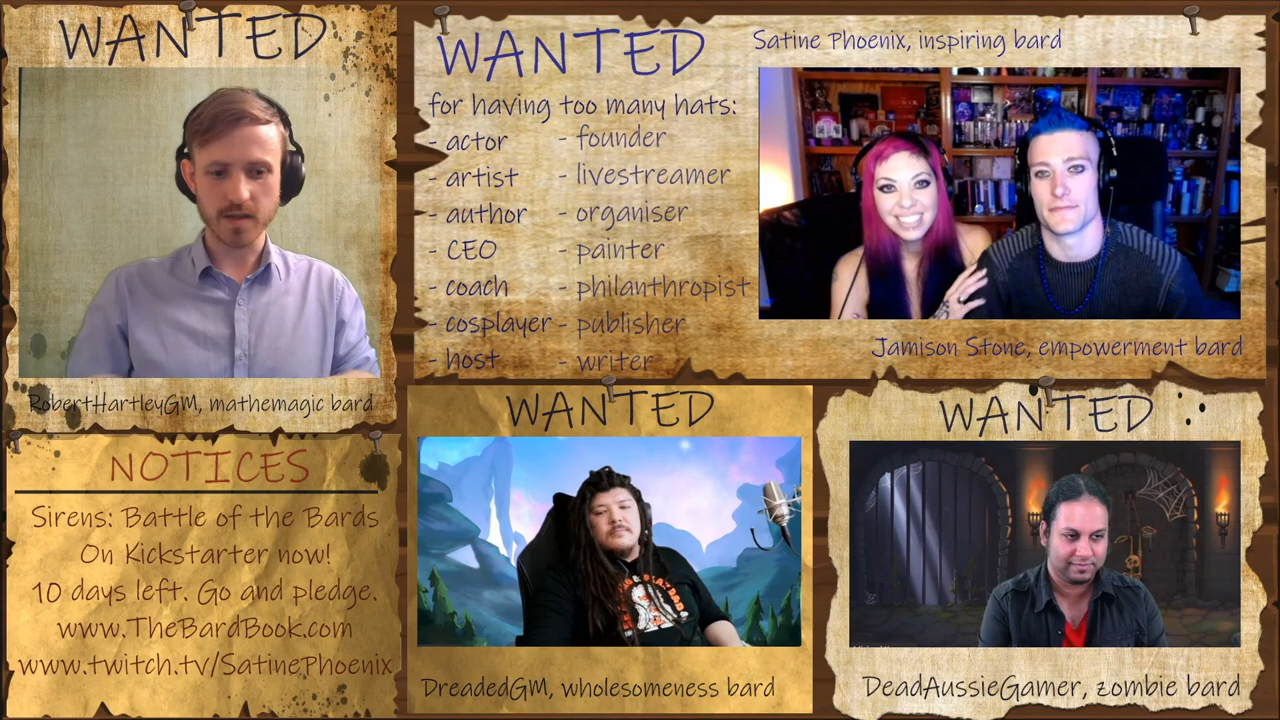 WANTED
RobertHartleyGM, mathemagic bard
WANTED
for having too many hats:
- actor
- artist
- author
- CEO
- coach
- cosplayer
- host
- founder
- livestreamer
- organiser
- painter
- philanthropist
- publisher
- writer
Satine Phoenix, inspiring bard
Jamison Stone, empowerment bard
NOTICES
Sirens: Battle of the Bards
On Kickstarter now!
10 days left. Go and pledge.
www.TheBardBook.com
www.twitch.tv/SatinePhoenix
WANTED
DreadedGM, wholesomeness bard
WANTED
DeadAussieGamer, zombie bard